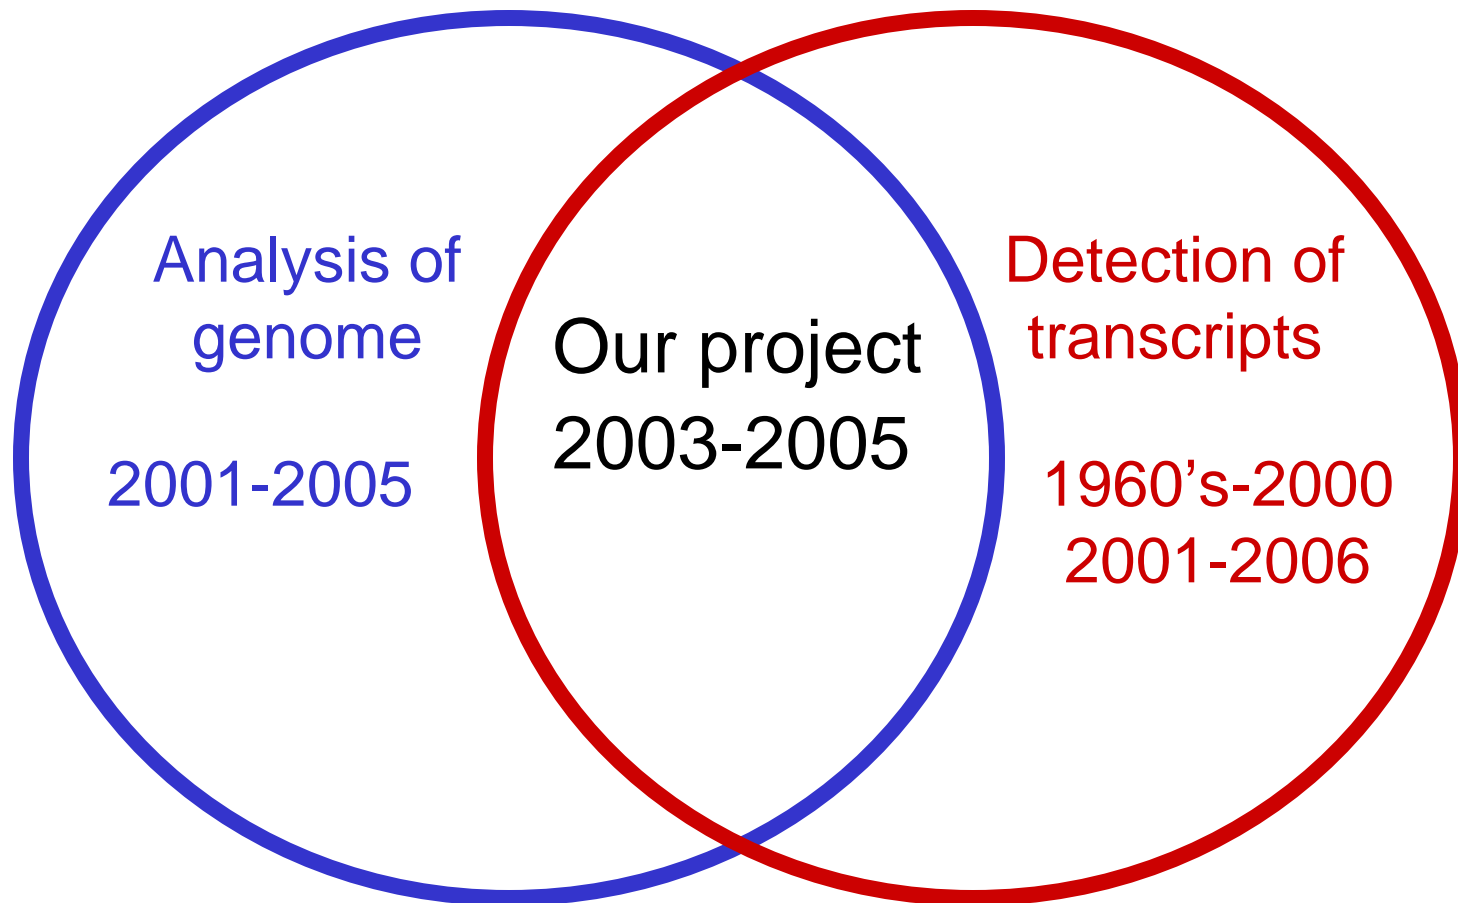 Analysis of
genome
2001-2005
Our project
2003-2005
Detection of
transcripts
1960’s-2000
2001-2006